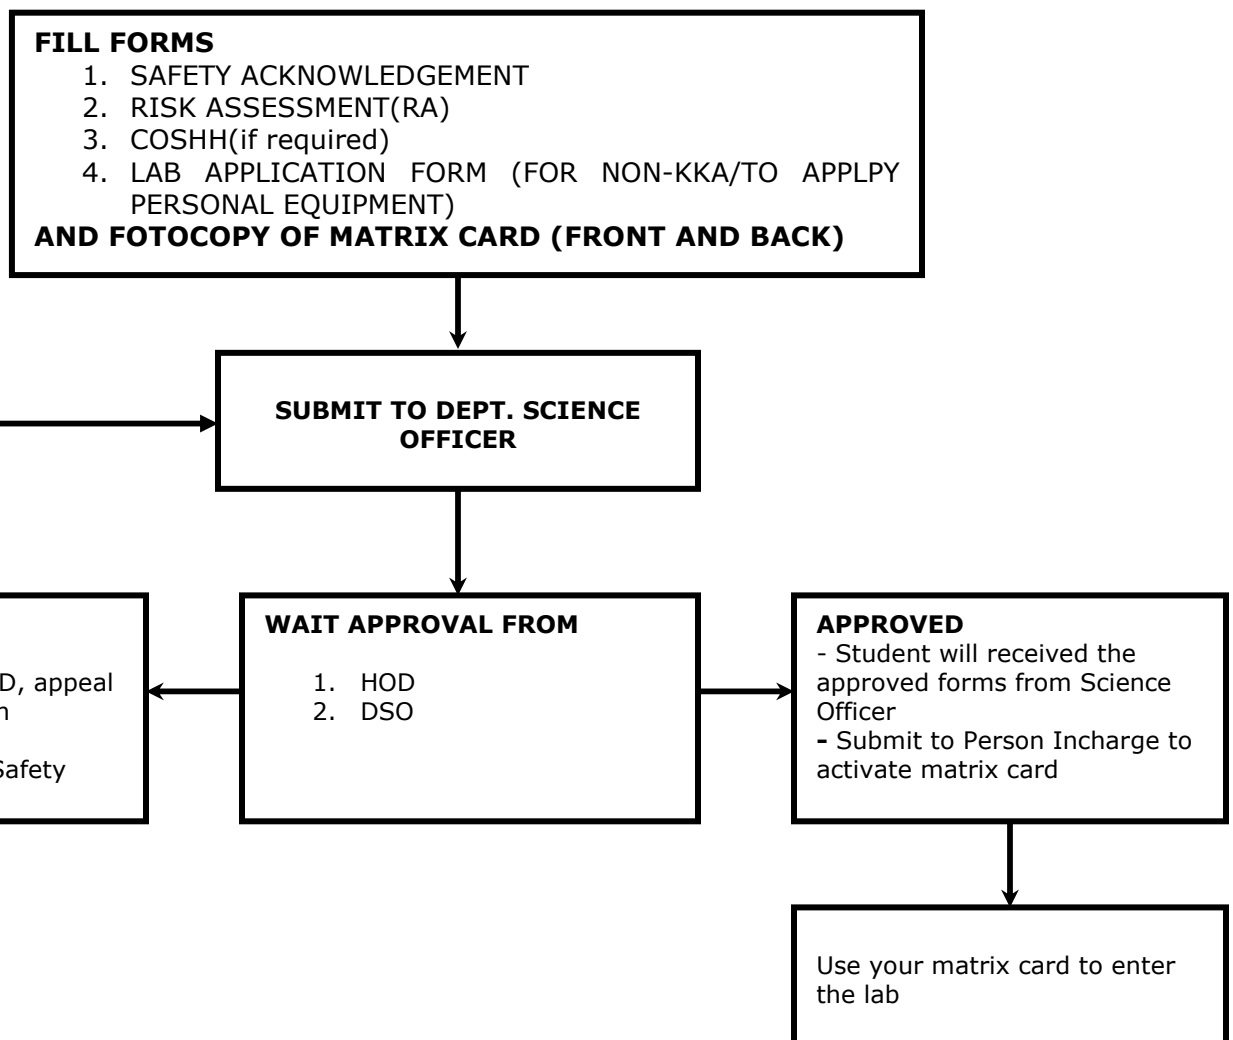 FILL FORMS
1. SAFETY ACKNOWLEDGEMENT
2. RISK ASSESSMENT(RA)
3. COSHH(if required)
4. LAB APPLICATION FORM (FOR NON-KKA/TO APPLPY
PERSONAL EQUIPMENT)
AND FOTOCOPY OF MATRIX CARD (FRONT AND BACK)
SUBMIT TO DEPT. SCIENCE
OFFICER
appeal
Safety
WAIT APPROVAL FROM
1. HOD
2. DSO
APPROVED
- Student will received the
approved forms from Science
Officer
- Submit to Person Incharge to
activate matrix card
Use your matrix card to enter
the lab